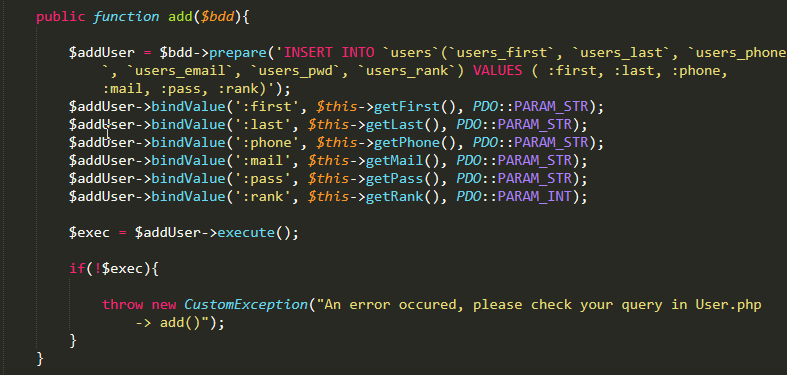 public function add($bdd){
$addUser = $bdd->prepare('INSERT INTO `users`(`users_first`, `users_last`, `users_phone
`, `users_email`, `users_pwd`, `users_rank`) VALUES ( :first, :last, :phone,
:mail, :pass, :rank)');
$addUser->bindValue(':first', $this->getFirst(), PDO::PARAM_STR);
$addUser->bindValue(':last', $this->getLast(), PDO::PARAM_STR);
$addUser->bindValue(':phone', $this->getPhone(), PDO::PARAM_STR);
$addUser->bindValue(':mail', $this->getMail(), PDO::PARAM_STR);
$addUser->bindValue(':pass', $this->getPass(), PDO::PARAM_STR);
$addUser->bindValue(':rank', $this->getRank(), PDO::PARAM_INT);
$exec = $addUser->execute();
if(!$exec){
throw new CustomException("An error occured, please check your query in User.php
-> add()");
}
}